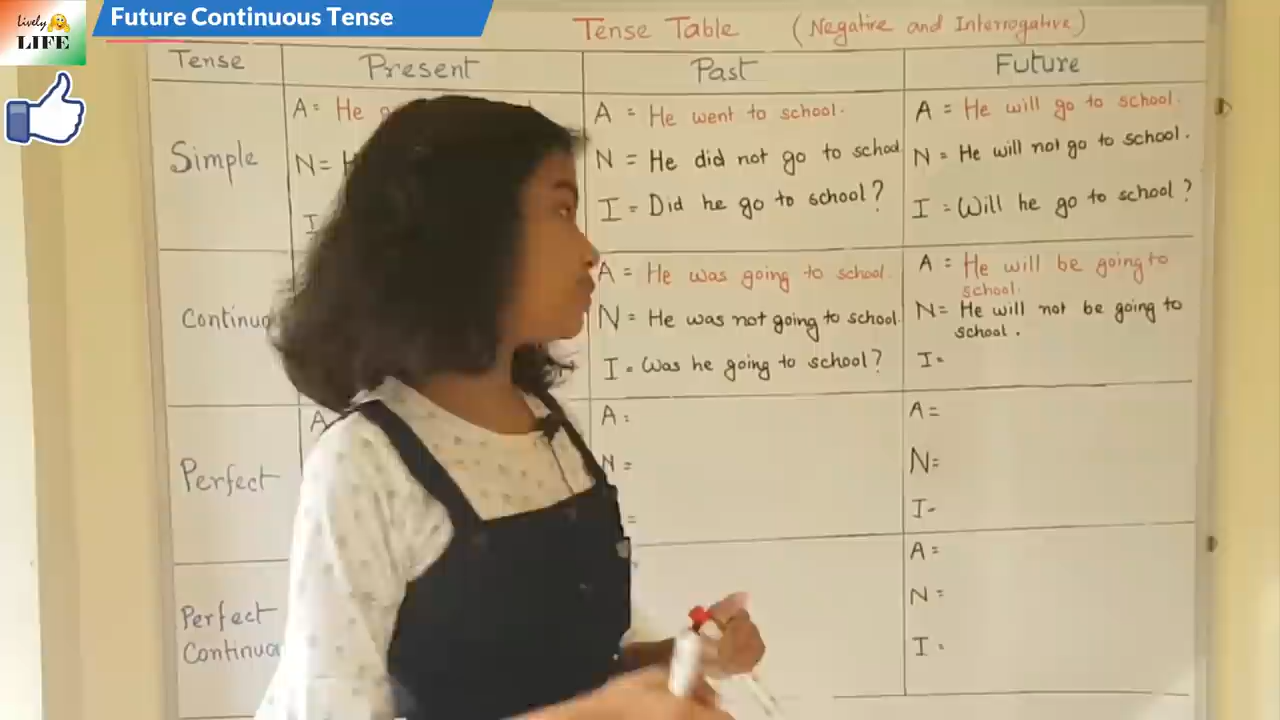 Lively
LIFE
Future Continuous Tense
Tense Table (Negative and Interrogative)
Tense Present Past Future
Simple
A = He
N =
I
A = He went to school.
N = He did not go to school
I = Did he go to school?
A = He will go to school.
N = He will not go to school.
I = Will he go to school?
A = He was going to school.
N = He was not going to school.
I = Was he going to school?
A = He will be going to
school.
N = He will not be going to
school.
I =
Perfect
A
A =
N =
=
A =
N =
I =
Perfect
A =
N =
I =